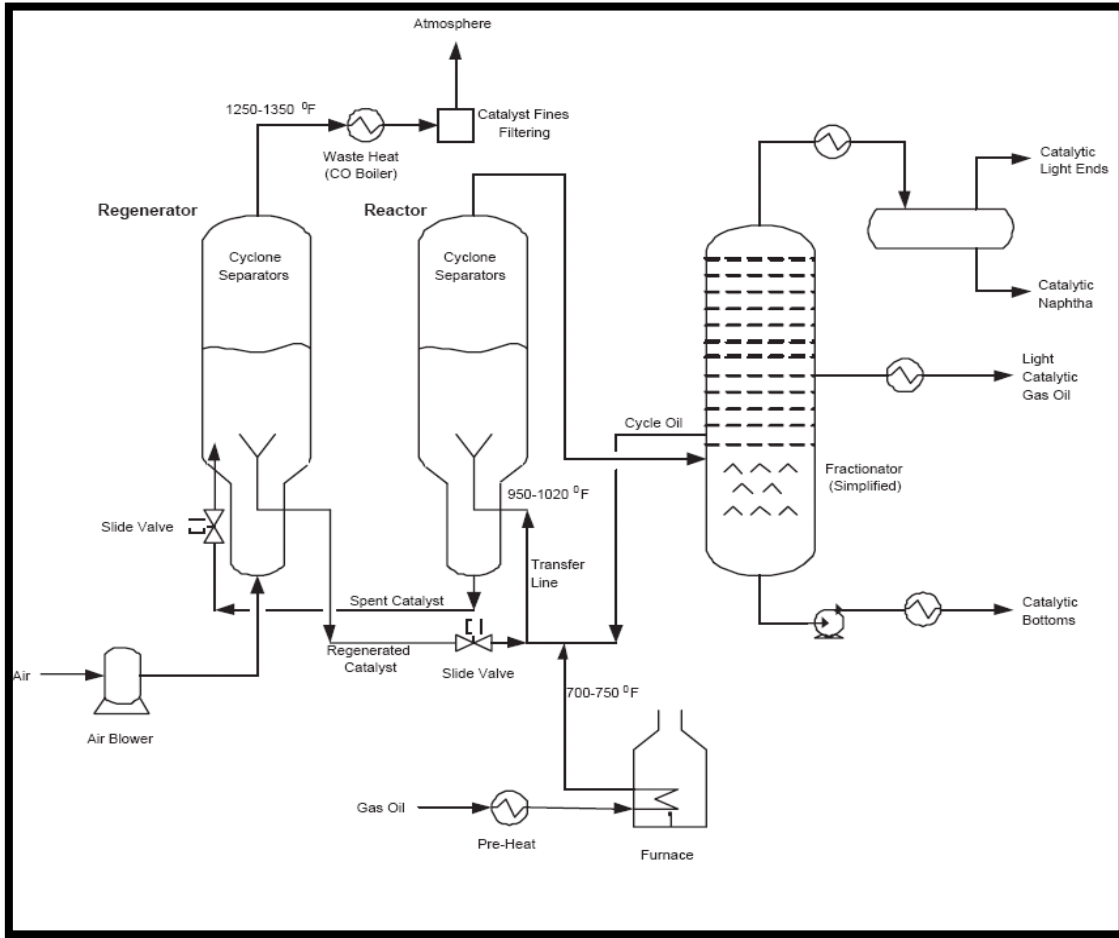 Atmosphere
1250-1350 ⁰F
Catalyst Fines
Filtering
Waste Heat
(CO Boiler)
Catalytic
Light Ends
Regenerator
Reactor
Cyclone
Separators
Cyclone
Separators
Catalytic
Naphtha
Light
Catalytic
Gas Oil
Cycle Oil
Fractionator
(Simplified)
950-1020 ⁰F
Slide Valve
Transfer
Line
Spent Catalyst
Catalytic
Bottoms
Regenerated
Catalyst
Slide Valve
Air
700-750 ⁰F
Air Blower
Gas Oil
Pre-Heat
Furnace